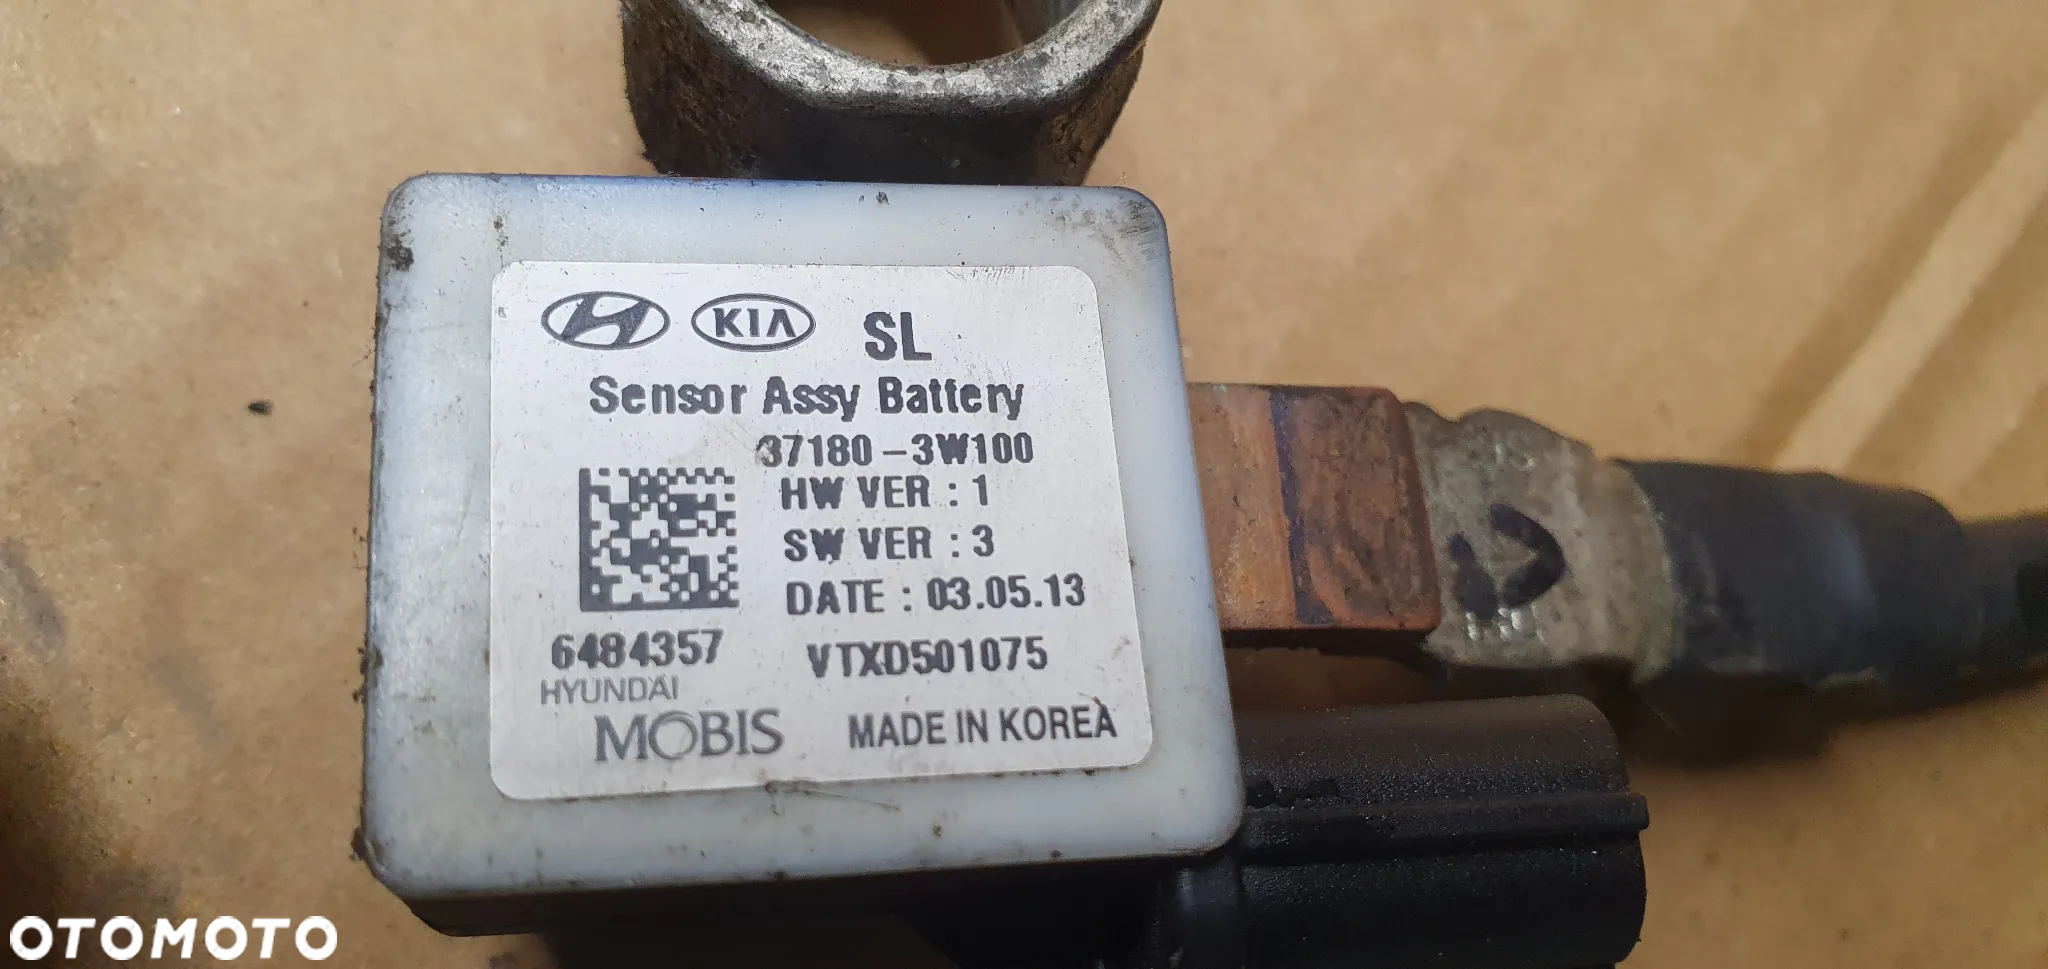 KIA SL
Sensor Assy Battery
37180-3W100
HW VER : 1
SW VER : 3
DATE : 03.05.13
6484357 VTXD501075
HYUNDAI
MOBIS MADE IN KOREA
OTOMOTO